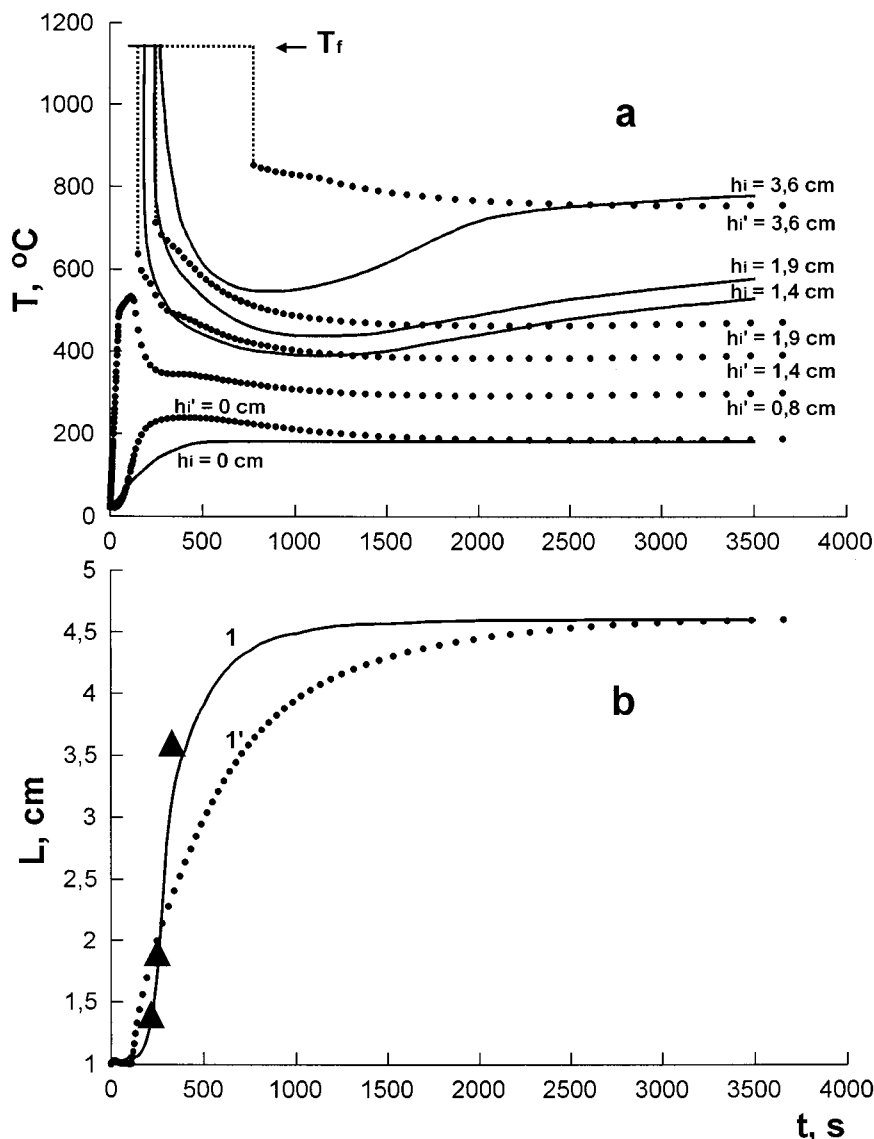 1200
1000
800
600
400
200
0
T, °C
Tf
a
hi = 3,6 cm
hi' = 3,6 cm
hi = 1,9 cm
hi = 1,4 cm
hi' = 1,9 cm
hi' = 1,4 cm
hi' = 0,8 cm
hi' = 0 cm
hi = 0 cm
0 500 1000 1500 2000 2500 3000 3500 4000
5
4,5
4
3,5
3
2,5
2
1,5
1
L, cm
1
1'
b
0 500 1000 1500 2000 2500 3000 3500 4000
t, s